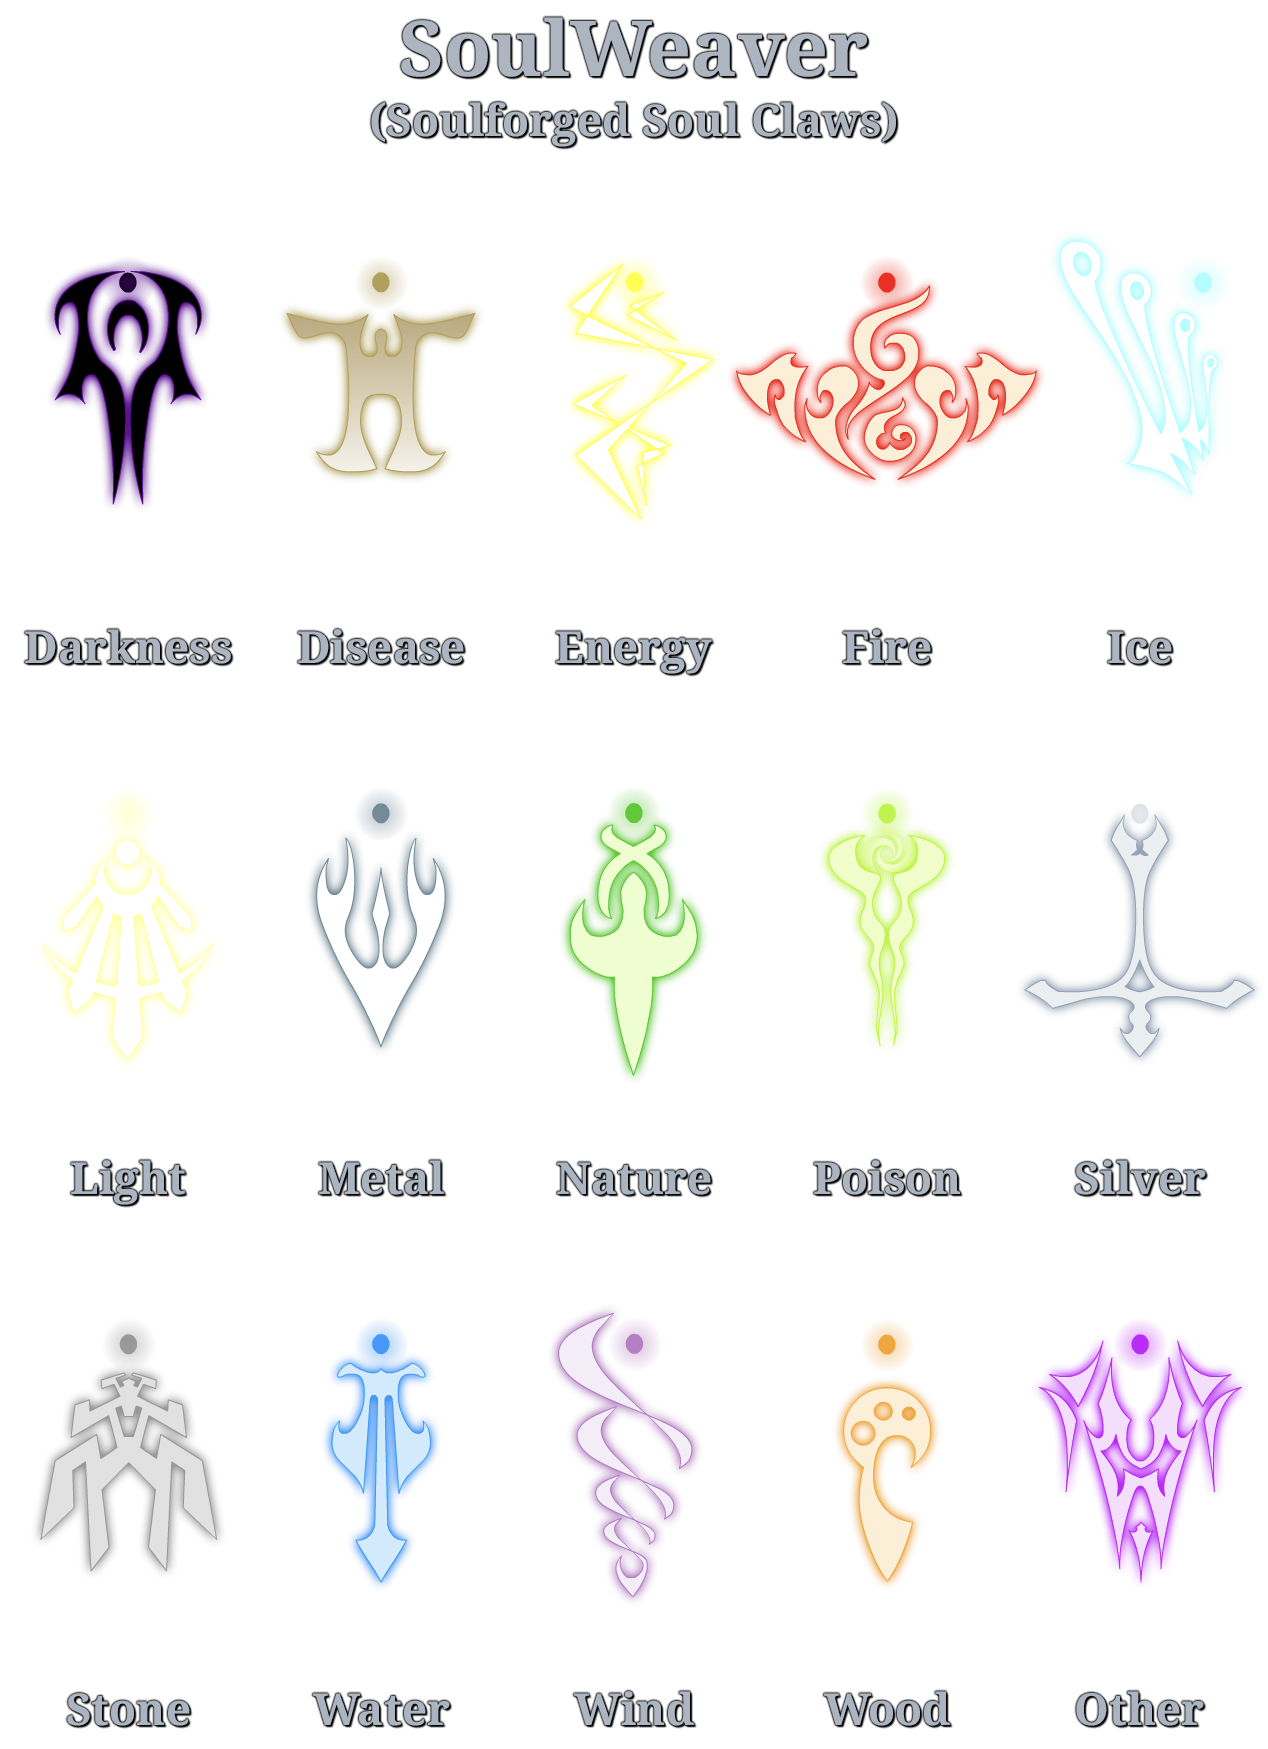 SoulWeaver
(Soulforged Soul Claws)
Darkness Disease Energy Fire Ice
Light Metal Nature Poison Silver
Stone Water Wind Wood Other